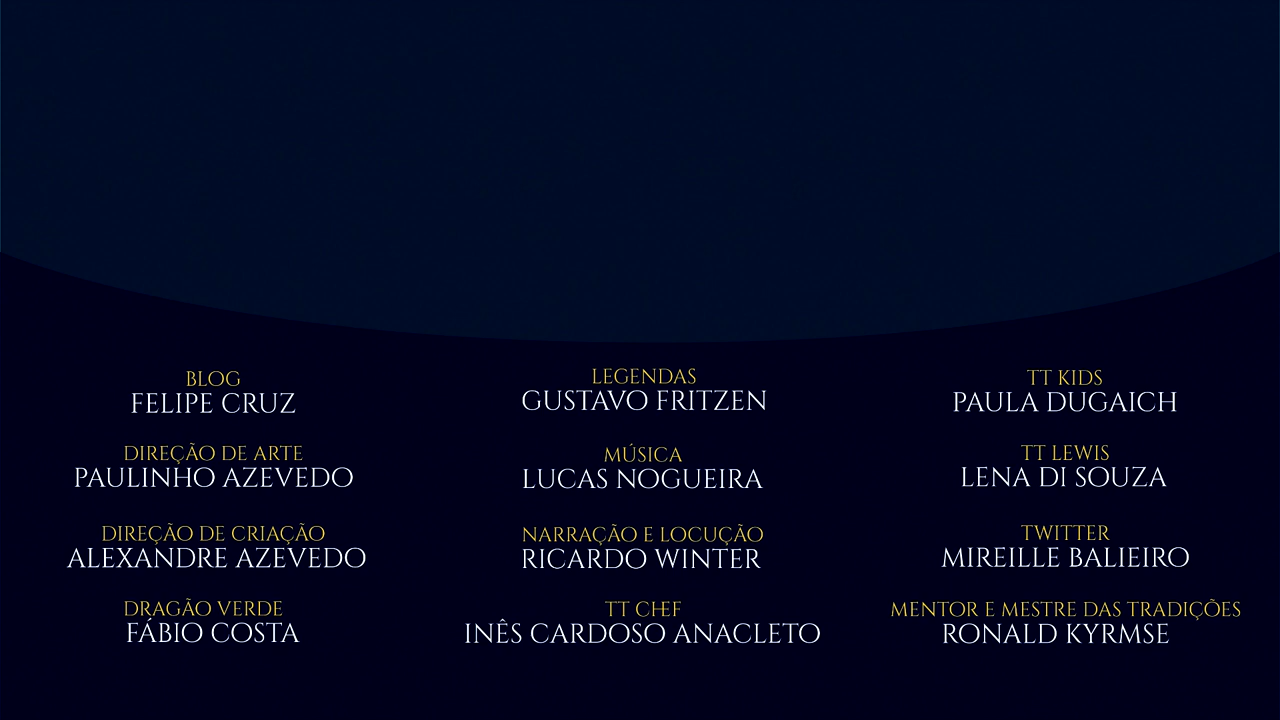 BLOG
FELIPE CRUZ
DIREÇÃO DE ARTE
PAULINHO AZEVEDO
DIREÇÃO DE CRIAÇÃO
ALEXANDRE AZEVEDO
DRAGÃO VERDE
FÁBIO COSTA
LEGENDAS
GUSTAVO FRITZEN
MÚSICA
LUCAS NOGUEIRA
NARRAÇÃO E LOCUÇÃO
RICARDO WINTER
TT CHEF
INÊS CARDOSO ANACLETO
TT KIDS
PAULA DUGAICH
TT LEWIS
LENA DI SOUZA
TWITTER
MIREILLE BALIEIRO
MENTOR E MESTRE DAS TRADIÇÕES
RONALD KYRMSE